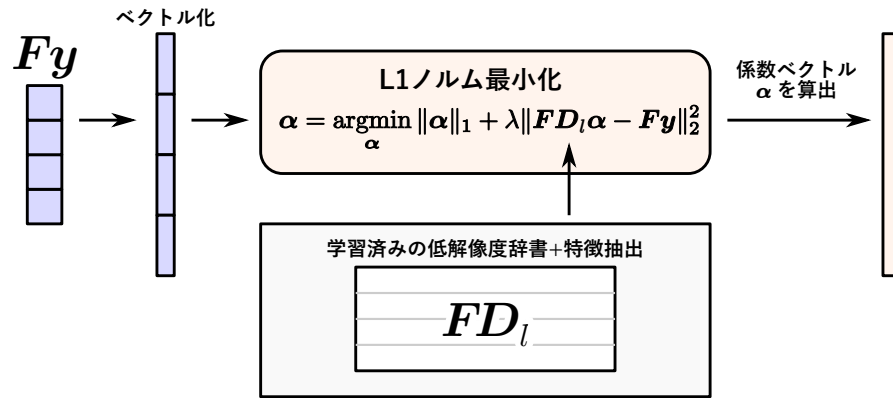 ベクトル化
Fy
L1ノルム最小化
α = argmin ‖α‖₁ + λ‖FDₗα − Fy‖₂²
α
係数ベクトル
α を算出
学習済みの低解像度辞書+特徴抽出
FDₗ